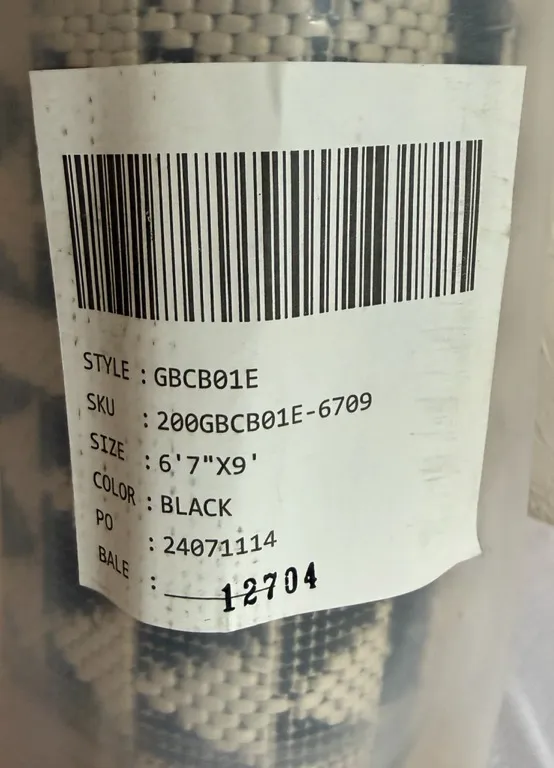 STYLE : GBCB01E
SKU : 200GBCB01E-6709
SIZE : 6'7"X9'
COLOR : BLACK
PO : 24071114
BALE : 12704